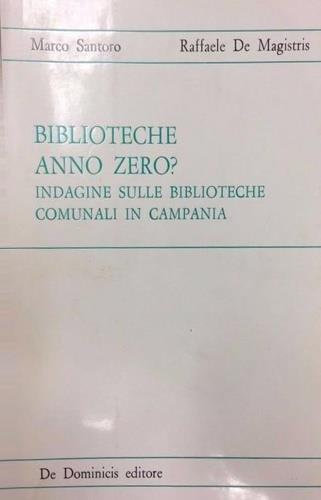 Marco Santoro Raffaele De Magistris
BIBLIOTECHE
ANNO ZERO?
INDAGINE SULLE BIBLIOTECHE
COMUNALI IN CAMPANIA
De Dominicis editore